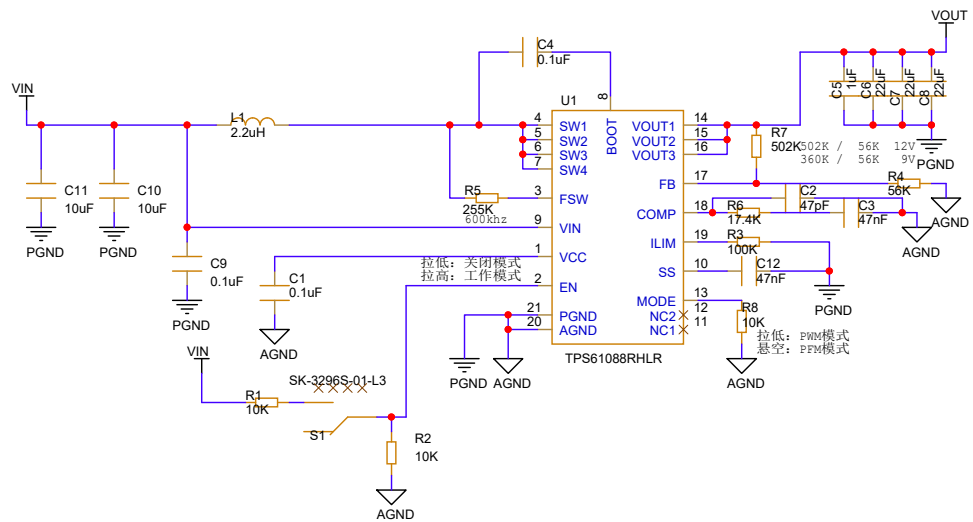 VOUT
C4
0.1uF
C5
1uF
C6
22uF
C7
22uF
C8
22uF
PGND
VIN
L1
2.2uH
U1
8
BOOT
4
SW1
5
SW2
6
SW3
7
SW4
3
FSW
9
VIN
1
VCC
2
EN
21
PGND
20
AGND
VOUT1
14
VOUT2
15
VOUT3
16
FB
17
COMP
18
ILIM
19
SS
10
MODE
13
NC2
12
NC1
11
TPS61088RHLR
R7
502K
502K / 56K 12V
360K / 56K 9V
R4
56K
AGND
C2
47pF
R6
17.4K
C3
47nF
AGND
R3
100K
C12
47nF
PGND
R8
10K
拉低: PWM模式
悬空: PFM模式
AGND
C11
10uF
PGND
C10
10uF
PGND
R5
255K
600khz
C9
0.1uF
PGND
C1
0.1uF
AGND
拉低: 关闭模式
拉高: 工作模式
PGND
AGND
VIN
SK-3296S-01-L3
R1
10K
S1
R2
10K
AGND